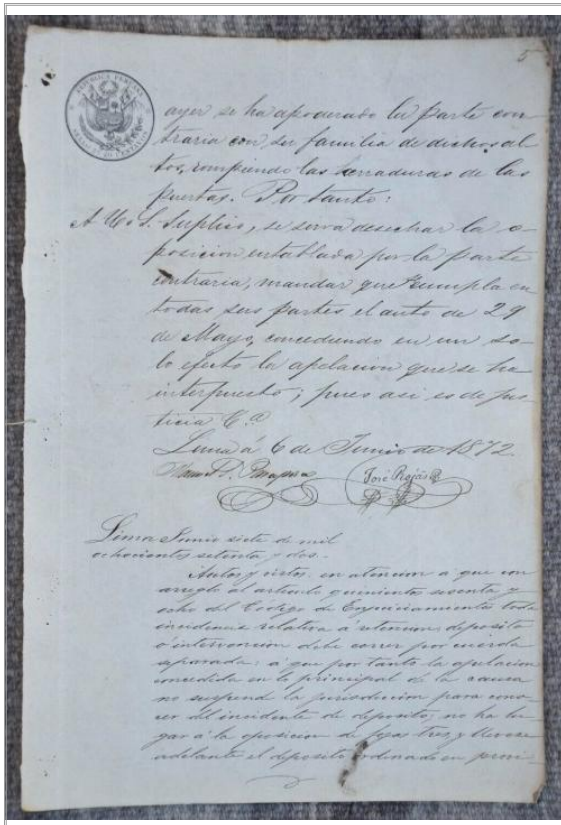 5
REPUBLICA PERUANA
ayer se ha apoderado la parte con-
traria con su familia de dichos al-
tos, rompiendo las serraduras de las
puertas. Por tanto:
A U. S. suplico, se sirva desechar la o-
posicion entablada por la parte
contraria, mandar que se cumpla en
todas sus partes el auto de 29
de Mayo, concediendo en un so-
lo efecto la apelacion que se ha
interpuesto; pues asi es de jus-
ticia &.a
Lima á 6 de Junio de 1872.
José Rojas
Lima Junio siete de mil
ochocientos setenta y dos.-
Autos y vistos: en atencion a que con
arreglo al articulo quinientos sesenta y
ocho del Codigo de Enjuiciamientos toda
incidencia relativa á retencion, deposito
ó intervencion debe correr por cuerda
separada: a que por tanto la apelacion
concedida en lo principal de la causa
no suspende la jurisdiccion para cono-
cer del incidente de deposito; no ha lu-
gar á la oposicion de fojas tres, y llevese
adelante el deposito ordenado en provi-